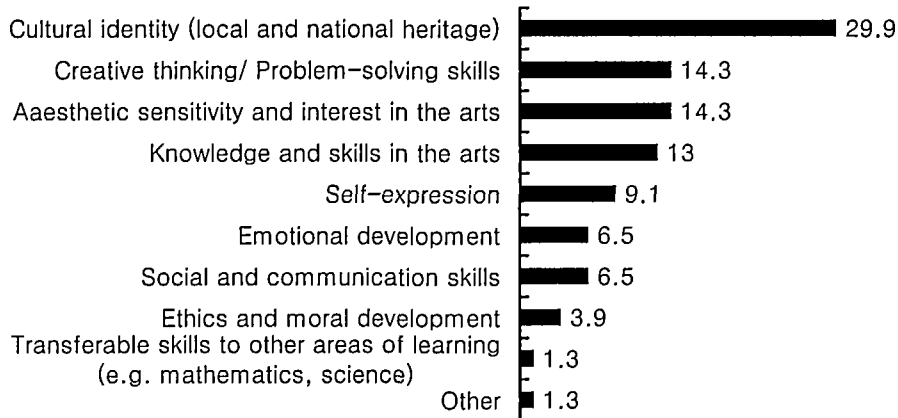 Cultural identity (local and national heritage) 29.9
Creative thinking/ Problem-solving skills 14.3
Aaesthetic sensitivity and interest in the arts 14.3
Knowledge and skills in the arts 13
Self-expression 9.1
Emotional development 6.5
Social and communication skills 6.5
Ethics and moral development 3.9
Transferable skills to other areas of learning
(e.g. mathematics, science) 1.3
Other 1.3